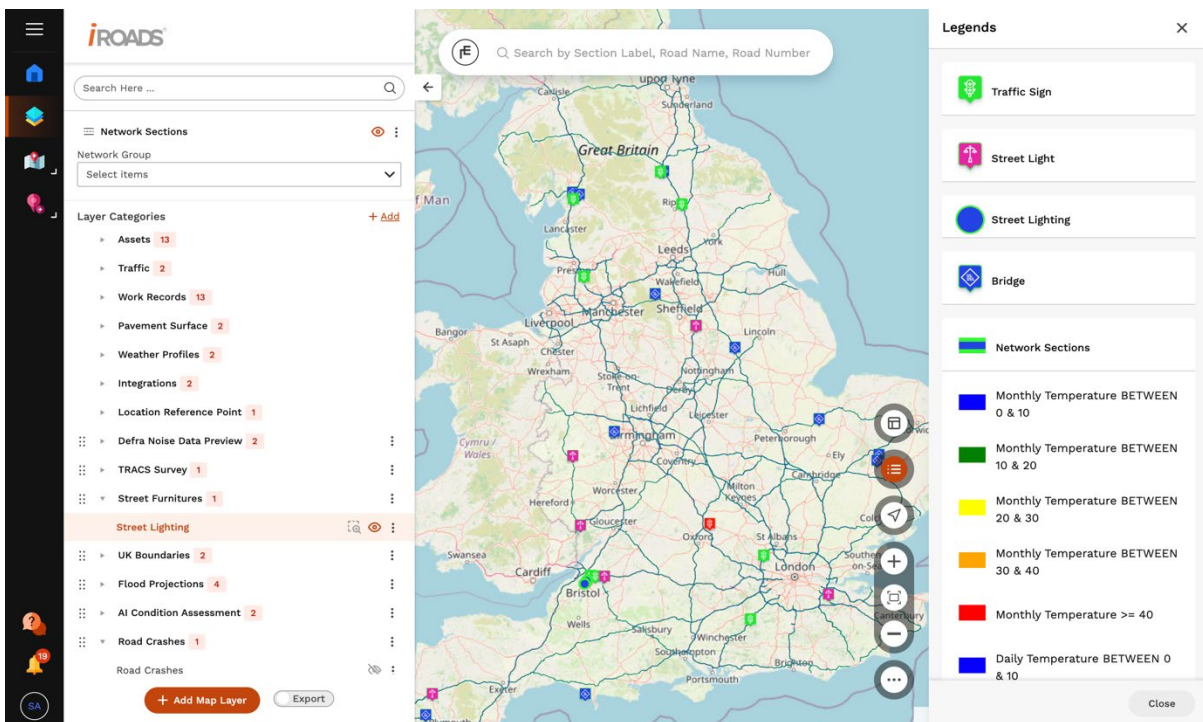 iROADS
Search Here ...
Network Sections
Network Group
Select items
Layer Categories
+ Add
Assets 13
Traffic 2
Work Records 13
Pavement Surface 2
Weather Profiles 2
Integrations 2
Location Reference Point 1
Defra Noise Data Preview 2
TRACS Survey 1
Street Furnitures 1
Street Lighting
UK Boundaries 2
Flood Projections 4
AI Condition Assessment 2
Road Crashes 1
Road Crashes
+ Add Map Layer
Export
?
19
SA
Search by Section Label, Road Name, Road Number
upon Tyne
Carlisle
Sunderland
Great Britain
f Man
Lancaster
York
Leeds
Hull
Wakefield
Manchester
Sheffield
Liverpool
Bangor
St Asaph
Chester
Lincoln
Wrexham
Stoke-on-
Trent
Nottingham
Derby
Lichfield
Leicester
Peterborough
Cymru /
Wales
Ely
Coventry
Cambridge
Worcester
Milton
Keynes
Hereford
Gloucester
Oxford
St Albans
Swansea
Cardiff
London
Bristol
Canterbury
Wells
Salisbury
Winchester
Southampton
Brighton
Portsmouth
Exeter
Legends
Traffic Sign
Street Light
Street Lighting
Bridge
Network Sections
Monthly Temperature BETWEEN
0 & 10
Monthly Temperature BETWEEN
10 & 20
Monthly Temperature BETWEEN
20 & 30
Monthly Temperature BETWEEN
30 & 40
Monthly Temperature >= 40
Daily Temperature BETWEEN 0
& 10
Close